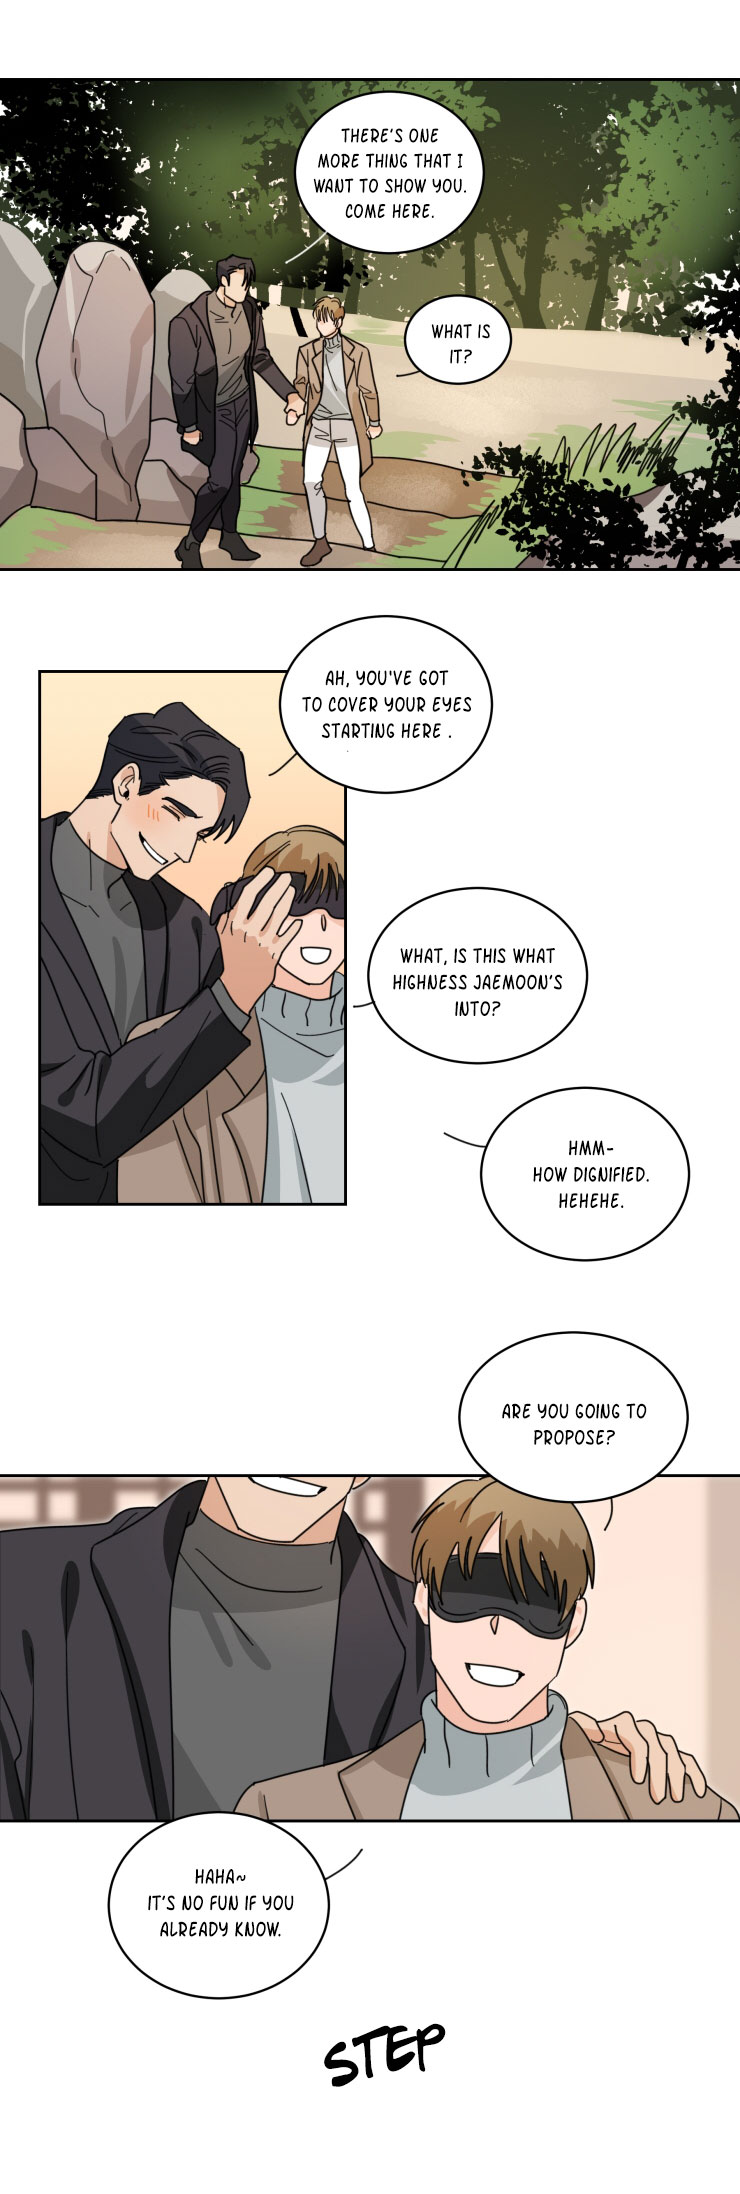 THERE'S ONE
MORE THING THAT I
WANT TO SHOW YOU.
COME HERE.
WHAT IS
IT?
AH, YOU'VE GOT
TO COVER YOUR EYES
STARTING HERE .
WHAT, IS THIS WHAT
HIGHNESS JAEMOON'S
INTO?
HMM-
HOW DIGNIFIED.
HEHEHE.
ARE YOU GOING TO
PROPOSE?
HAHA~
IT'S NO FUN IF YOU
ALREADY KNOW.
STEP